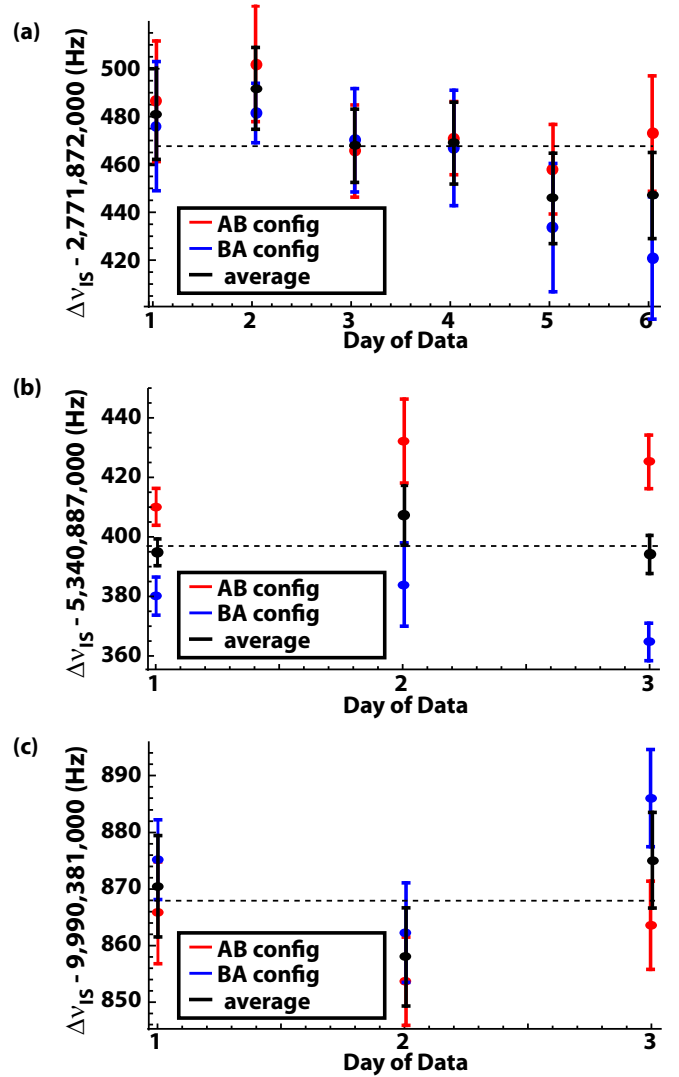 (a)
Δν_IS - 2,771,872,000 (Hz)
500
480
460
440
420
AB config
BA config
average
1 2 3 4 5 6
Day of Data
(b)
Δν_IS - 5,340,887,000 (Hz)
440
420
400
380
360
AB config
BA config
average
1 2 3
Day of Data
(c)
Δν_IS - 9,990,381,000 (Hz)
890
880
870
860
850
AB config
BA config
average
1 2 3
Day of Data